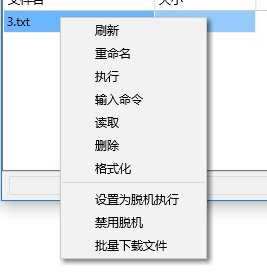 文件名 大小
3.txt
刷新
重命名
执行
输入命令
读取
删除
格式化
设置为脱机执行
禁用脱机
批量下载文件